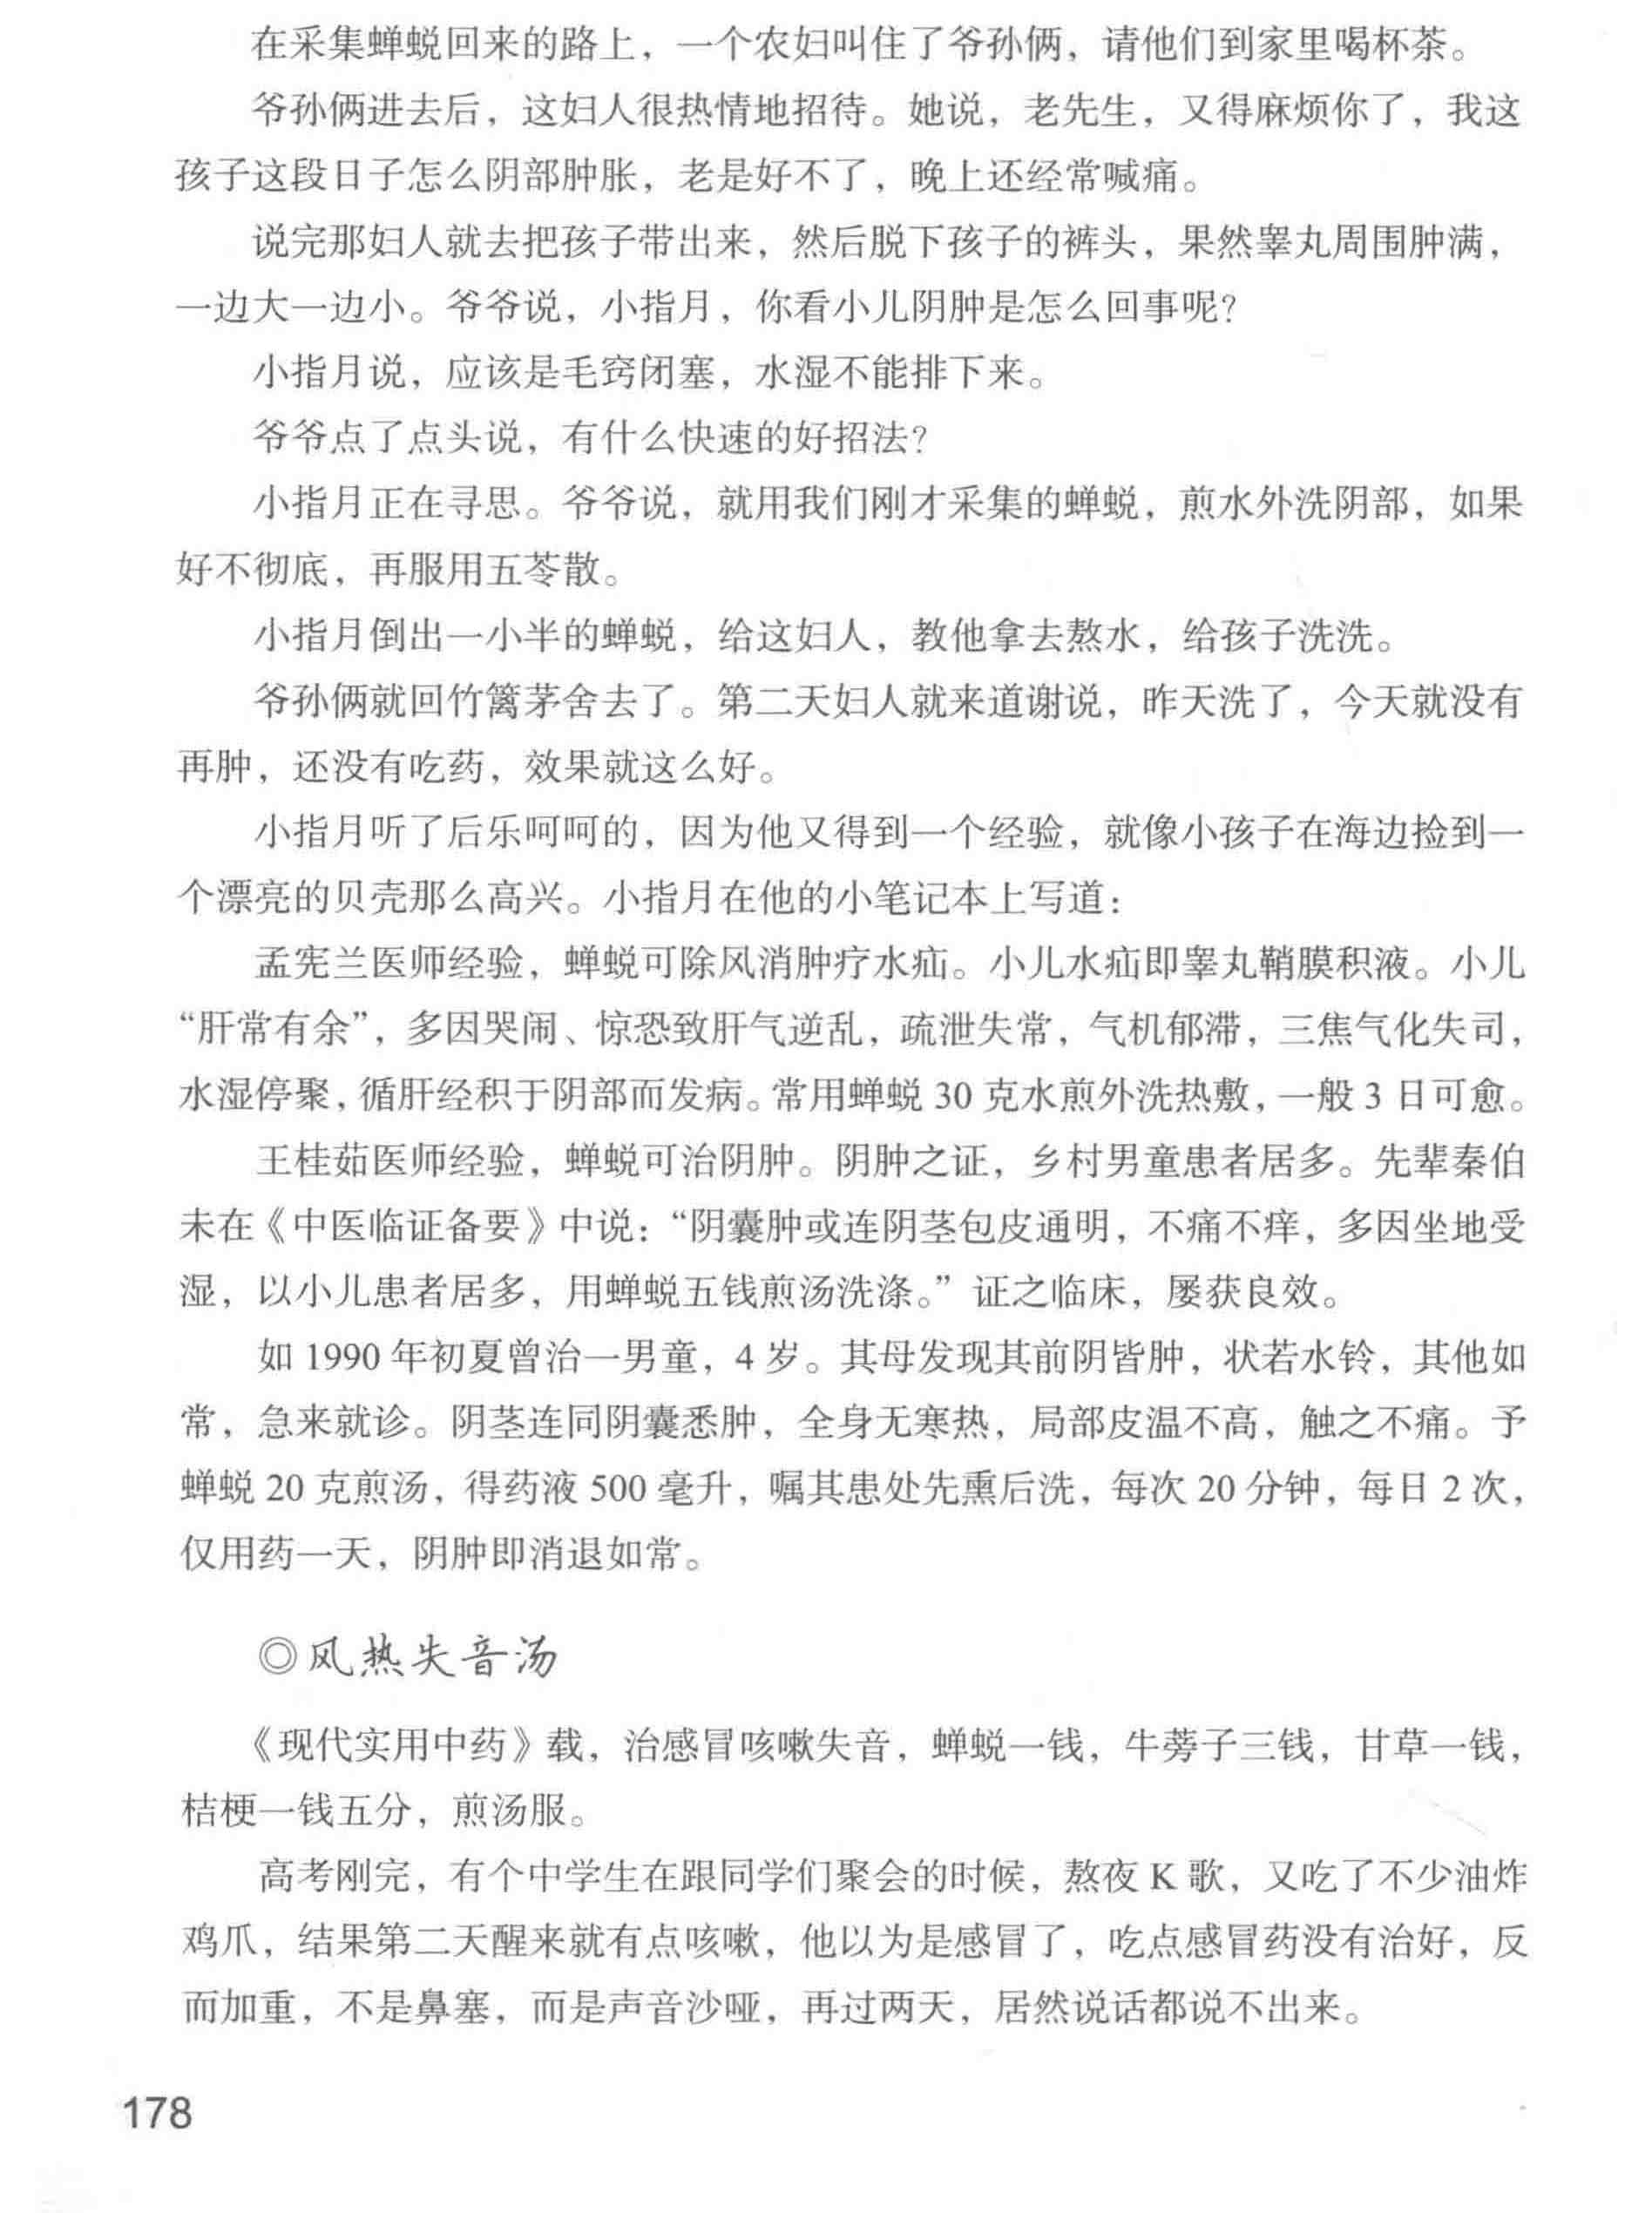 在采集蝉蜕回来的路上，一个农妇叫住了爷孙俩，请他们到家里喝杯茶。
爷孙俩进去后，这妇人很热情地招待。她说，老先生，又得麻烦你了，我这
孩子这段日子怎么阴部肿胀，老是好不了，晚上还经常喊痛。
说完那妇人就去把孩子带出来，然后脱下孩子的裤头，果然睾丸周围肿满，
一边大一边小。爷爷说，小指月，你看小儿阴肿是怎么回事呢？
小指月说，应该是毛窍闭塞，水湿不能排下来。
爷爷点了点头说，有什么快速的好招法？
小指月正在寻思。爷爷说，就用我们刚才采集的蝉蜕，煎水外洗阴部，如果
好不彻底，再服用五苓散。
小指月倒出一小半的蝉蜕，给这妇人，教他拿去熬水，给孩子洗洗。
爷孙俩就回竹篱茅舍去了。第二天妇人就来道谢说，昨天洗了，今天就没有
再肿，还没有吃药，效果就这么好。
小指月听了后乐呵呵的，因为他又得到一个经验，就像小孩子在海边捡到一
个漂亮的贝壳那么高兴。小指月在他的小笔记本上写道：
孟宪兰医师经验，蝉蜕可除风消肿疗水疝。小儿水疝即睾丸鞘膜积液。小儿
“肝常有余”，多因哭闹、惊恐致肝气逆乱，疏泄失常，气机郁滞，三焦气化失司，
水湿停聚，循肝经积于阴部而发病。常用蝉蜕 30 克水煎外洗热敷，一般 3 日可愈。
王桂茹医师经验，蝉蜕可治阴肿。阴肿之证，乡村男童患者居多。先辈秦伯
未在《中医临证备要》中说：“阴囊肿或连阴茎包皮通明，不痛不痒，多因坐地受
湿，以小儿患者居多，用蝉蜕五钱煎汤洗涤。”证之临床，屡获良效。
如 1990 年初夏曾治一男童，4 岁。其母发现其前阴皆肿，状若水铃，其他如
常，急来就诊。阴茎连同阴囊悉肿，全身无寒热，局部皮温不高，触之不痛。予
蝉蜕 20 克煎汤，得药液 500 毫升，嘱其患处先熏后洗，每次 20 分钟，每日 2 次，
仅用药一天，阴肿即消退如常。
◎风热失音汤
《现代实用中药》载，治感冒咳嗽失音，蝉蜕一钱，牛蒡子三钱，甘草一钱，
桔梗一钱五分，煎汤服。
高考刚完，有个中学生在跟同学们聚会的时候，熬夜 K 歌，又吃了不少油炸
鸡爪，结果第二天醒来就有点咳嗽，他以为是感冒了，吃点感冒药没有治好，反
而加重，不是鼻塞，而是声音沙哑，再过两天，居然说话都说不出来。
178